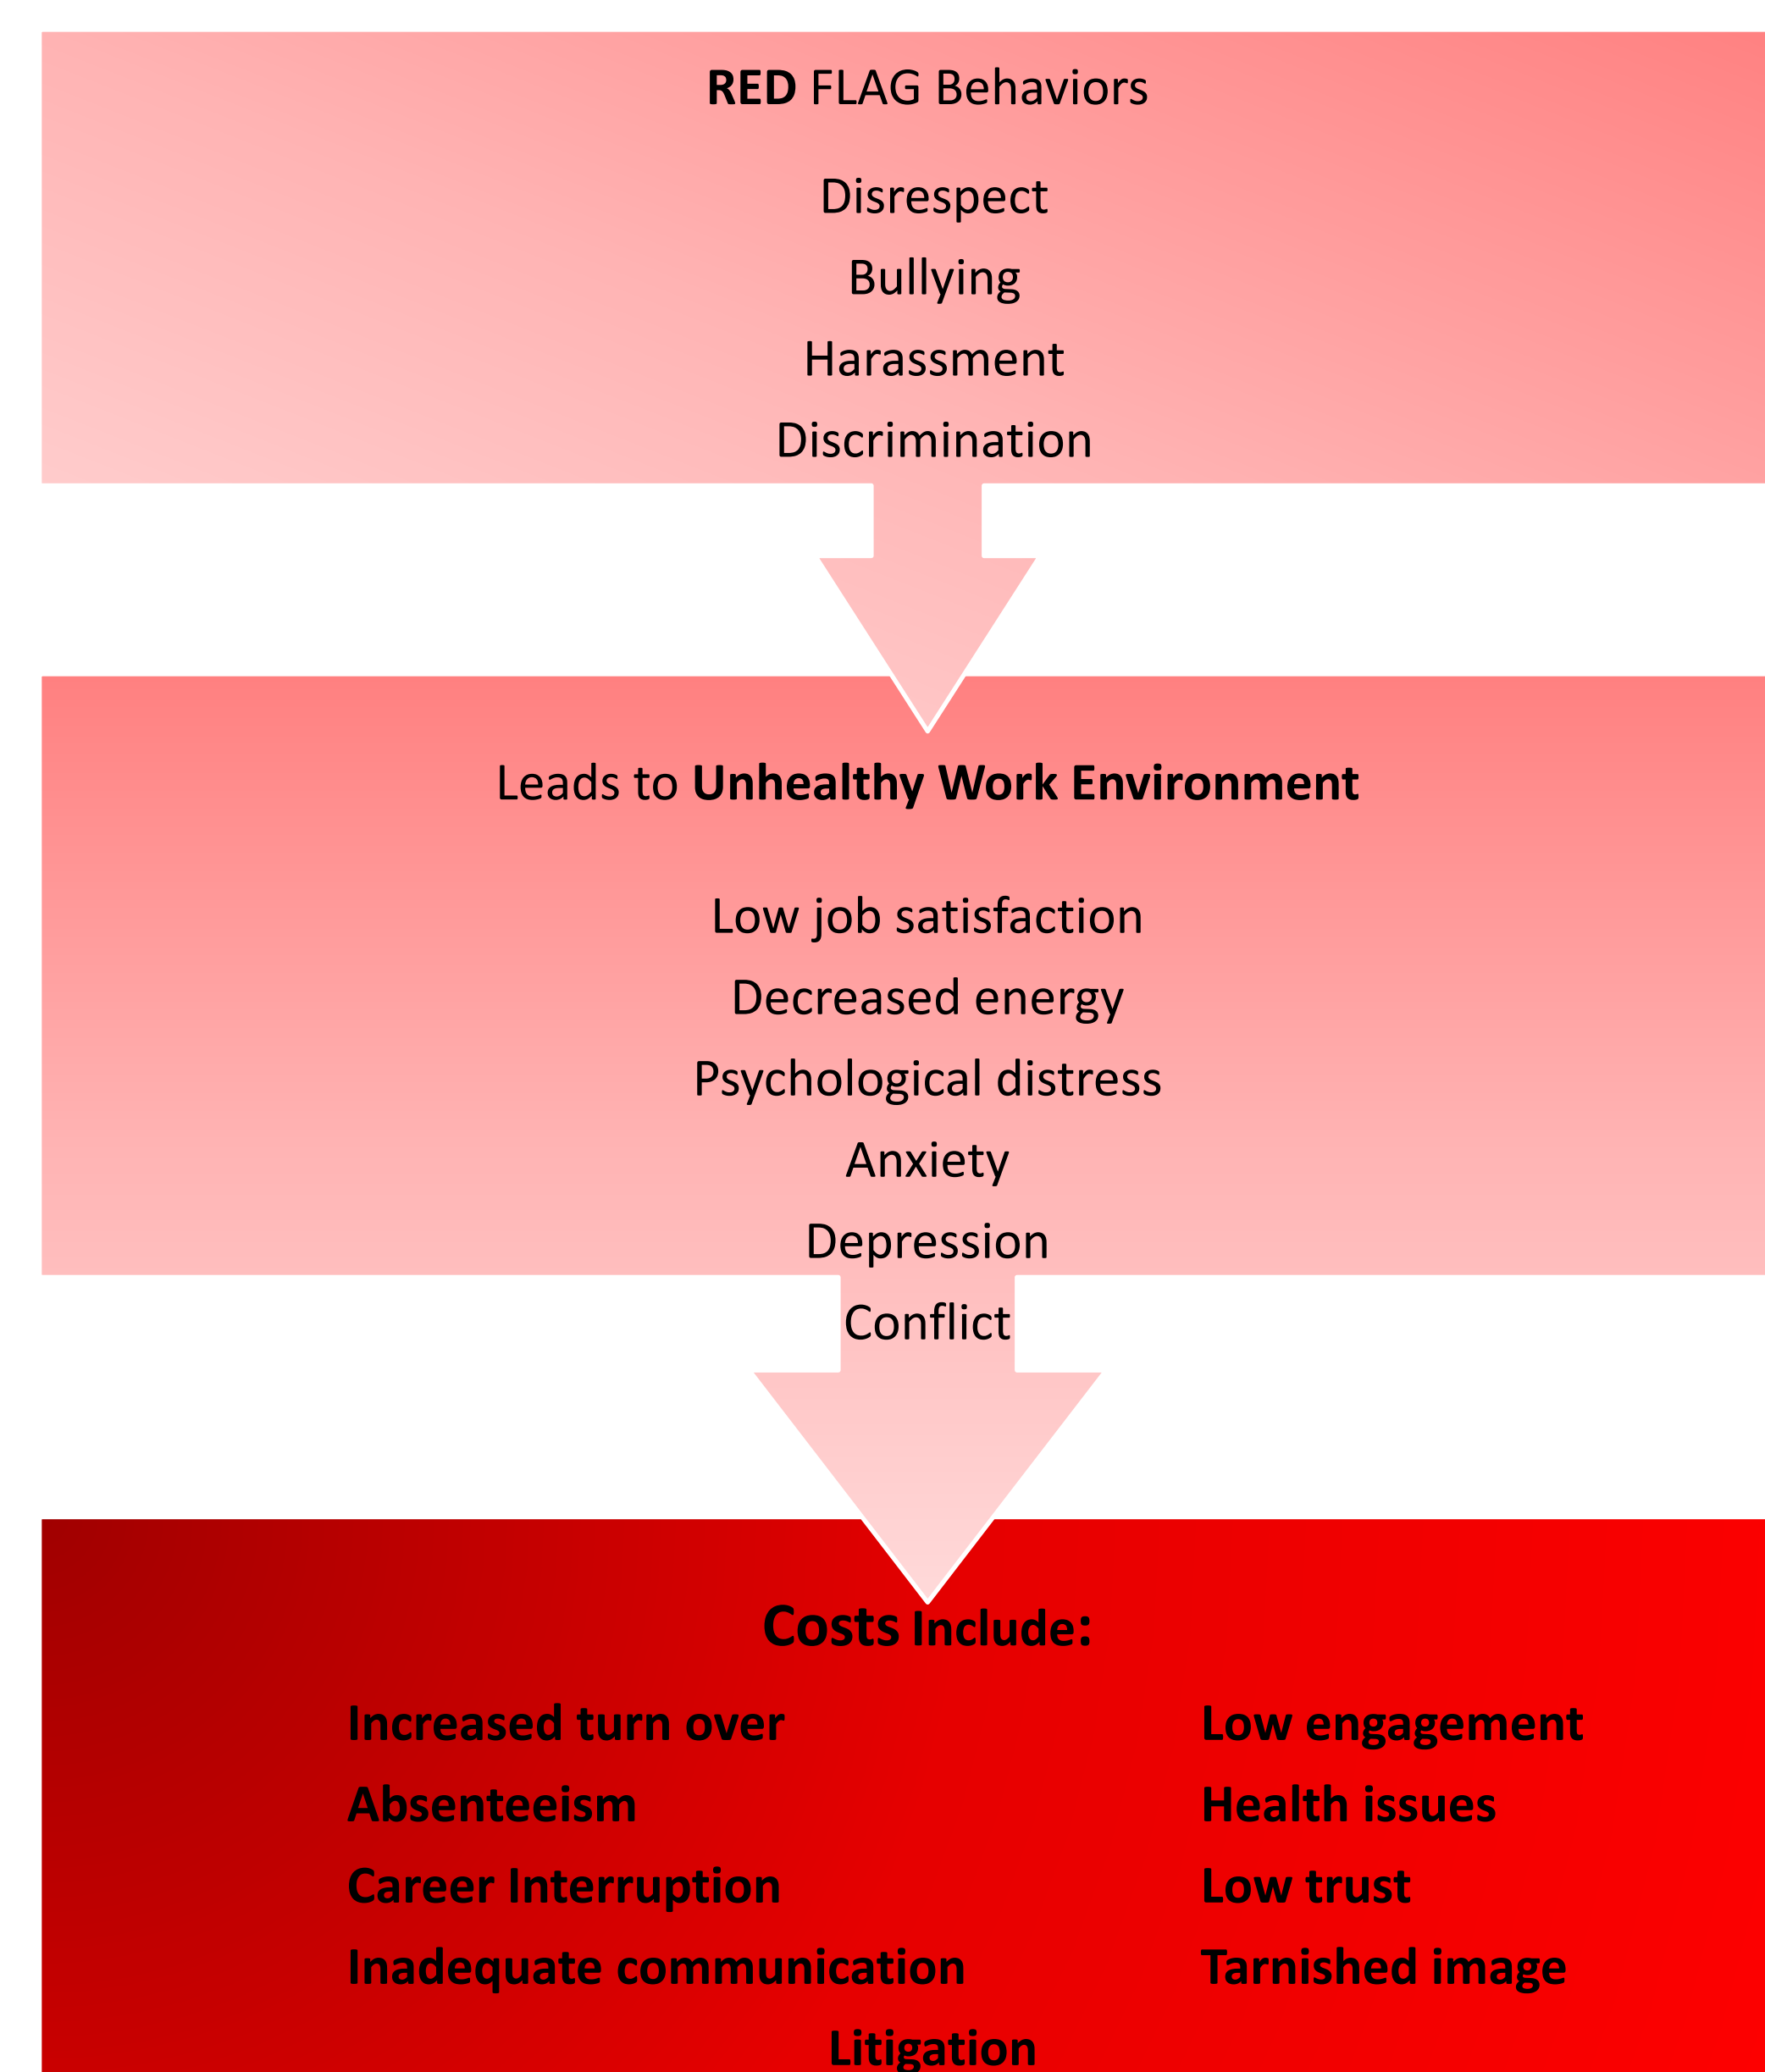 RED FLAG Behaviors
Disrespect
Bullying
Harassment
Discrimination
Leads to Unhealthy Work Environment
Low job satisfaction
Decreased energy
Psychological distress
Anxiety
Depression
Conflict
Costs Include:
Increased turn over Low engagement
Absenteeism Health issues
Career Interruption Low trust
Inadequate communication Tarnished image
Litigation